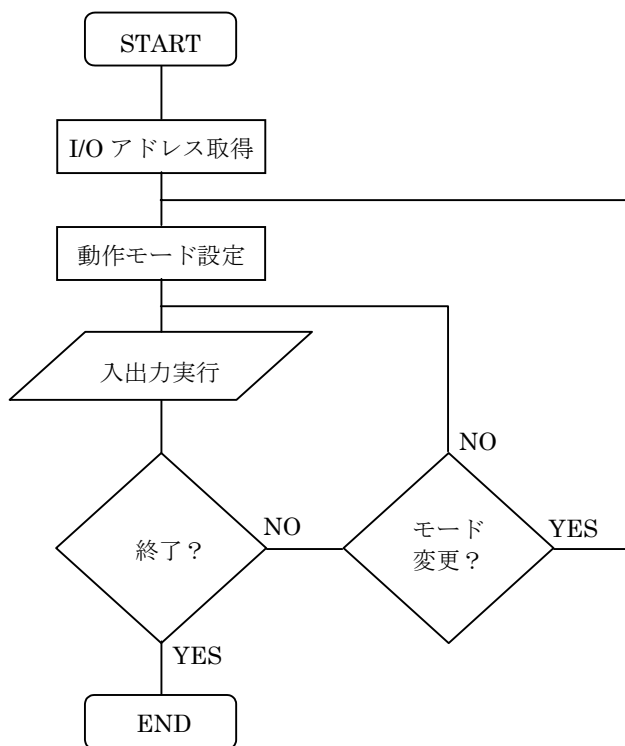 START
I/O アドレス取得
動作モード設定
入出力実行
NO
NO
モード
変更？
YES
終了？
YES
END